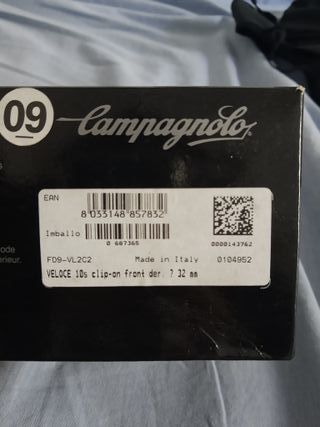 09 Campagnolo
EAN
8 033148 857832
Imballo
0 687365
0000143762
FD9-VL2C2 Made in Italy 0104952
VELOCE 10s clip-on front der. ? 32 mm
ode
erieur.